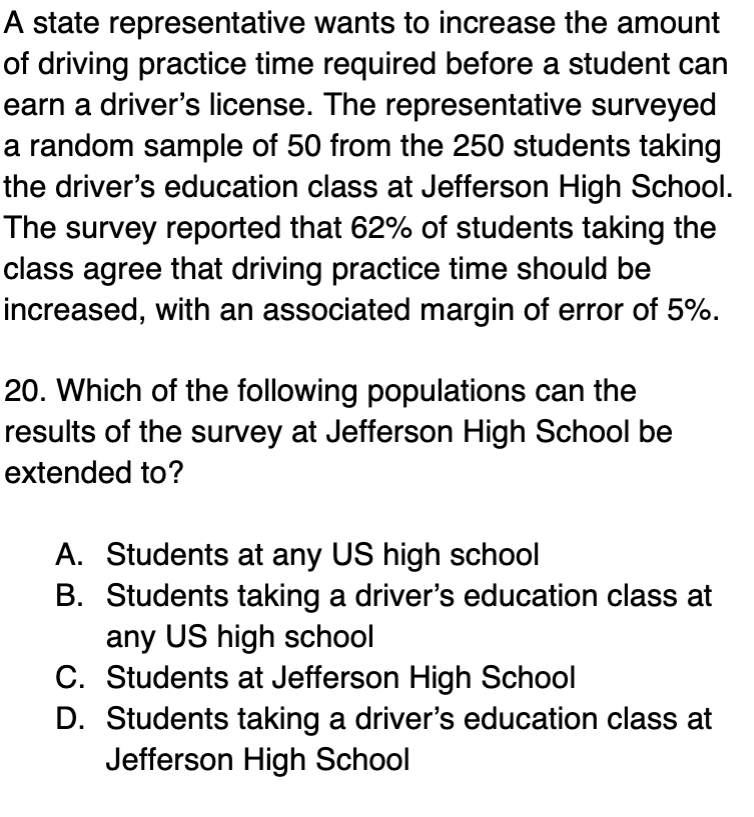 A state representative wants to increase the amount
of driving practice time required before a student can
earn a driver’s license. The representative surveyed
a random sample of 50 from the 250 students taking
the driver’s education class at Jefferson High School.
The survey reported that 62% of students taking the
class agree that driving practice time should be
increased, with an associated margin of error of 5%.
20. Which of the following populations can the
results of the survey at Jefferson High School be
extended to?
A. Students at any US high school
B. Students taking a driver’s education class at
any US high school
C. Students at Jefferson High School
D. Students taking a driver’s education class at
Jefferson High School